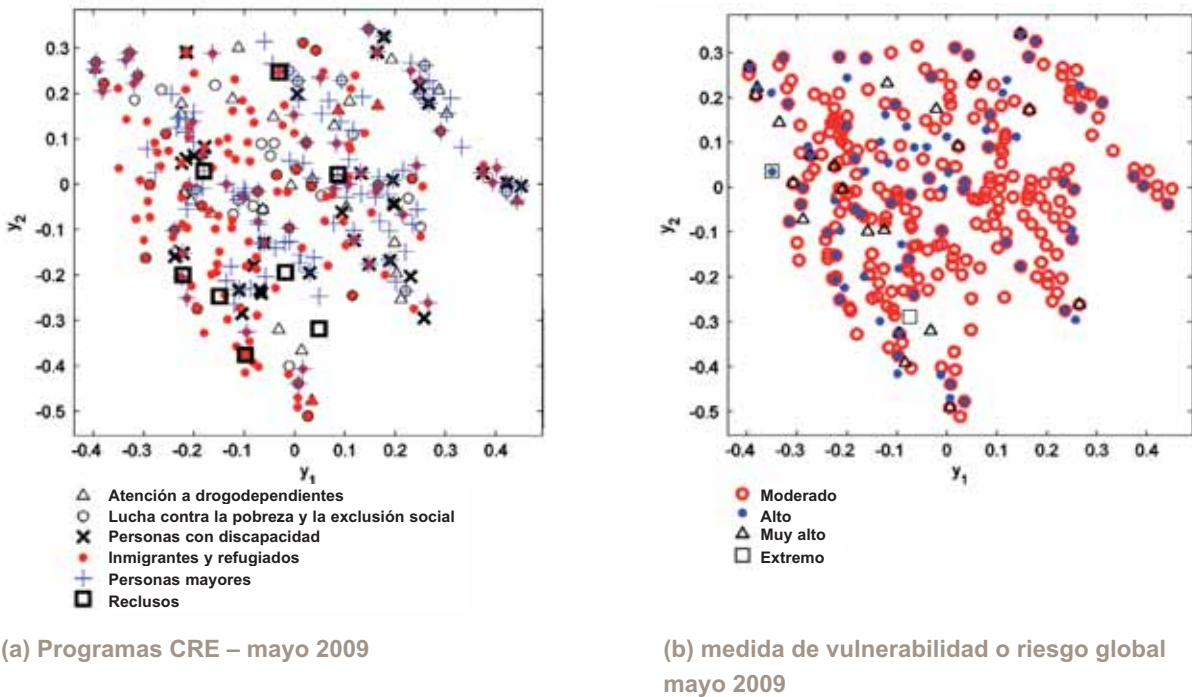 0.3
0.2
0.1
0
-0.1
-0.2
-0.3
-0.4
-0.5
y2
-0.4 -0.3 -0.2 -0.1 0 0.1 0.2 0.3 0.4
y1
Atención a drogodependientes
Lucha contra la pobreza y la exclusión social
Personas con discapacidad
Inmigrantes y refugiados
Personas mayores
Reclusos
(a) Programas CRE – mayo 2009
0.3
0.2
0.1
0
-0.1
-0.2
-0.3
-0.4
-0.5
y2
-0.4 -0.3 -0.2 -0.1 0 0.1 0.2 0.3 0.4
y1
Moderado
Alto
Muy alto
Extremo
(b) medida de vulnerabilidad o riesgo global
mayo 2009